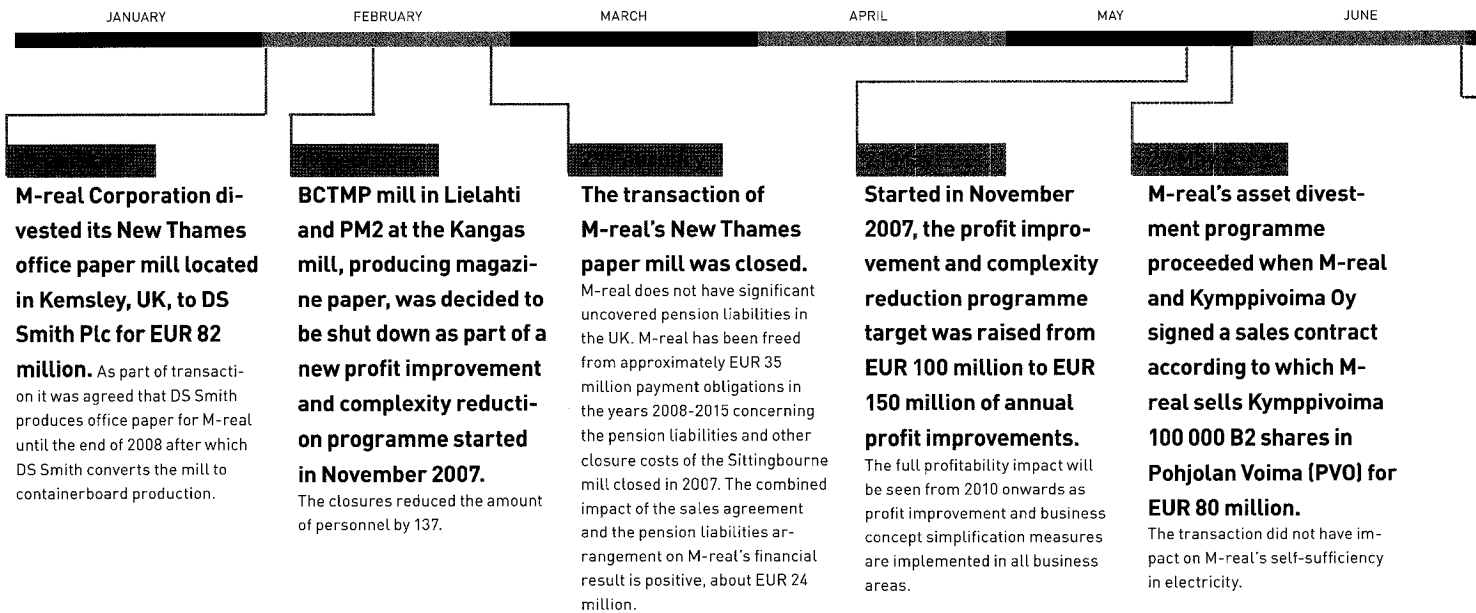 JANUARY
FEBRUARY
MARCH
APRIL
MAY
JUNE
M-real Corporation di-
vested its New Thames
office paper mill located
in Kemsley, UK, to DS
Smith Plc for EUR 82
million. As part of transacti-
on it was agreed that DS Smith
produces office paper for M-real
until the end of 2008 after which
DS Smith converts the mill to
containerboard production.
BCTMP mill in Lielahti
and PM2 at the Kangas
mill, producing magazi-
ne paper, was decided to
be shut down as part of a
new profit improvement
and complexity reducti-
on programme started
in November 2007.
The closures reduced the amount
of personnel by 137.
The transaction of
M-real's New Thames
paper mill was closed.
M-real does not have significant
uncovered pension liabilities in
the UK. M-real has been freed
from approximately EUR 35
million payment obligations in
the years 2008-2015 concerning
the pension liabilities and other
closure costs of the Sittingbourne
mill closed in 2007. The combined
impact of the sales agreement
and the pension liabilities ar-
rangement on M-real's financial
result is positive, about EUR 24
million.
21 May
Started in November
2007, the profit impro-
vement and complexity
reduction programme
target was raised from
EUR 100 million to EUR
150 million of annual
profit improvements.
The full profitability impact will
be seen from 2010 onwards as
profit improvement and business
concept simplification measures
are implemented in all business
areas.
M-real's asset divest-
ment programme
proceeded when M-real
and Kymppivoima Oy
signed a sales contract
according to which M-
real sells Kymppivoima
100 000 B2 shares in
Pohjolan Voima (PVO) for
EUR 80 million.
The transaction did not have im-
pact on M-real's self-sufficiency
in electricity.